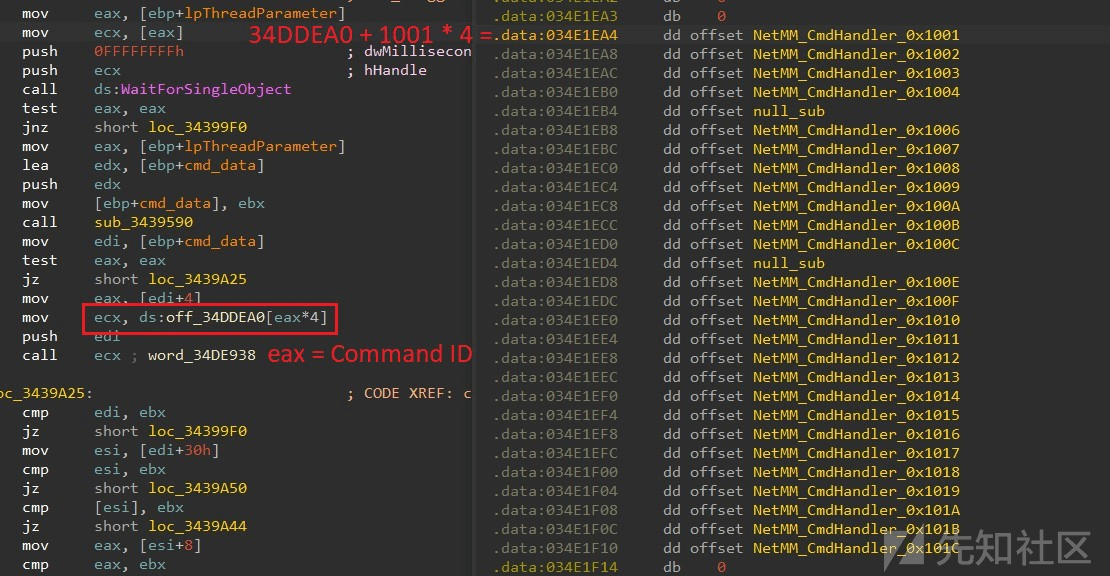 mov eax, [ebp+lpThreadParameter]
mov ecx, [eax]
push 0FFFFFFFFh ; dwMillisecon
push ecx ; hHandle
call ds:WaitForSingleObject
test eax, eax
jnz short loc_34399F0
mov eax, [ebp+lpThreadParameter]
lea edx, [ebp+cmd_data]
push edx
mov [ebp+cmd_data], ebx
call sub_3439590
mov edi, [ebp+cmd_data]
test eax, eax
jz short loc_3439A25
mov eax, [edi+4]
mov ecx, ds:off_34DDEA0[eax*4]
push edi
call ecx ; word_34DE938
eax = Command ID
oc_3439A25: ; CODE XREF: c
cmp edi, ebx
jz short loc_34399F0
mov esi, [edi+30h]
cmp esi, ebx
jz short loc_3439A50
cmp [esi], ebx
jz short loc_3439A44
mov eax, [esi+8]
cmp eax, ebx
34DDEA0 + 1001 * 4 =
.data:034E1EA3 db 0
.data:034E1EA4 dd offset NetMM_CmdHandler_0x1001
.data:034E1EA8 dd offset NetMM_CmdHandler_0x1002
.data:034E1EAC dd offset NetMM_CmdHandler_0x1003
.data:034E1EB0 dd offset NetMM_CmdHandler_0x1004
.data:034E1EB4 dd offset null_sub
.data:034E1EB8 dd offset NetMM_CmdHandler_0x1006
.data:034E1EBC dd offset NetMM_CmdHandler_0x1007
.data:034E1EC0 dd offset NetMM_CmdHandler_0x1008
.data:034E1EC4 dd offset NetMM_CmdHandler_0x1009
.data:034E1EC8 dd offset NetMM_CmdHandler_0x100A
.data:034E1ECC dd offset NetMM_CmdHandler_0x100B
.data:034E1ED0 dd offset NetMM_CmdHandler_0x100C
.data:034E1ED4 dd offset null_sub
.data:034E1ED8 dd offset NetMM_CmdHandler_0x100E
.data:034E1EDC dd offset NetMM_CmdHandler_0x100F
.data:034E1EE0 dd offset NetMM_CmdHandler_0x1010
.data:034E1EE4 dd offset NetMM_CmdHandler_0x1011
.data:034E1EE8 dd offset NetMM_CmdHandler_0x1012
.data:034E1EEC dd offset NetMM_CmdHandler_0x1013
.data:034E1EF0 dd offset NetMM_CmdHandler_0x1014
.data:034E1EF4 dd offset NetMM_CmdHandler_0x1015
.data:034E1EF8 dd offset NetMM_CmdHandler_0x1016
.data:034E1EFC dd offset NetMM_CmdHandler_0x1017
.data:034E1F00 dd offset NetMM_CmdHandler_0x1018
.data:034E1F04 dd offset NetMM_CmdHandler_0x1019
.data:034E1F08 dd offset NetMM_CmdHandler_0x101A
.data:034E1F0C dd offset NetMM_CmdHandler_0x101B
.data:034E1F10 dd offset NetMM_CmdHandler_0x101C
.data:034E1F14 db 0
先知社区